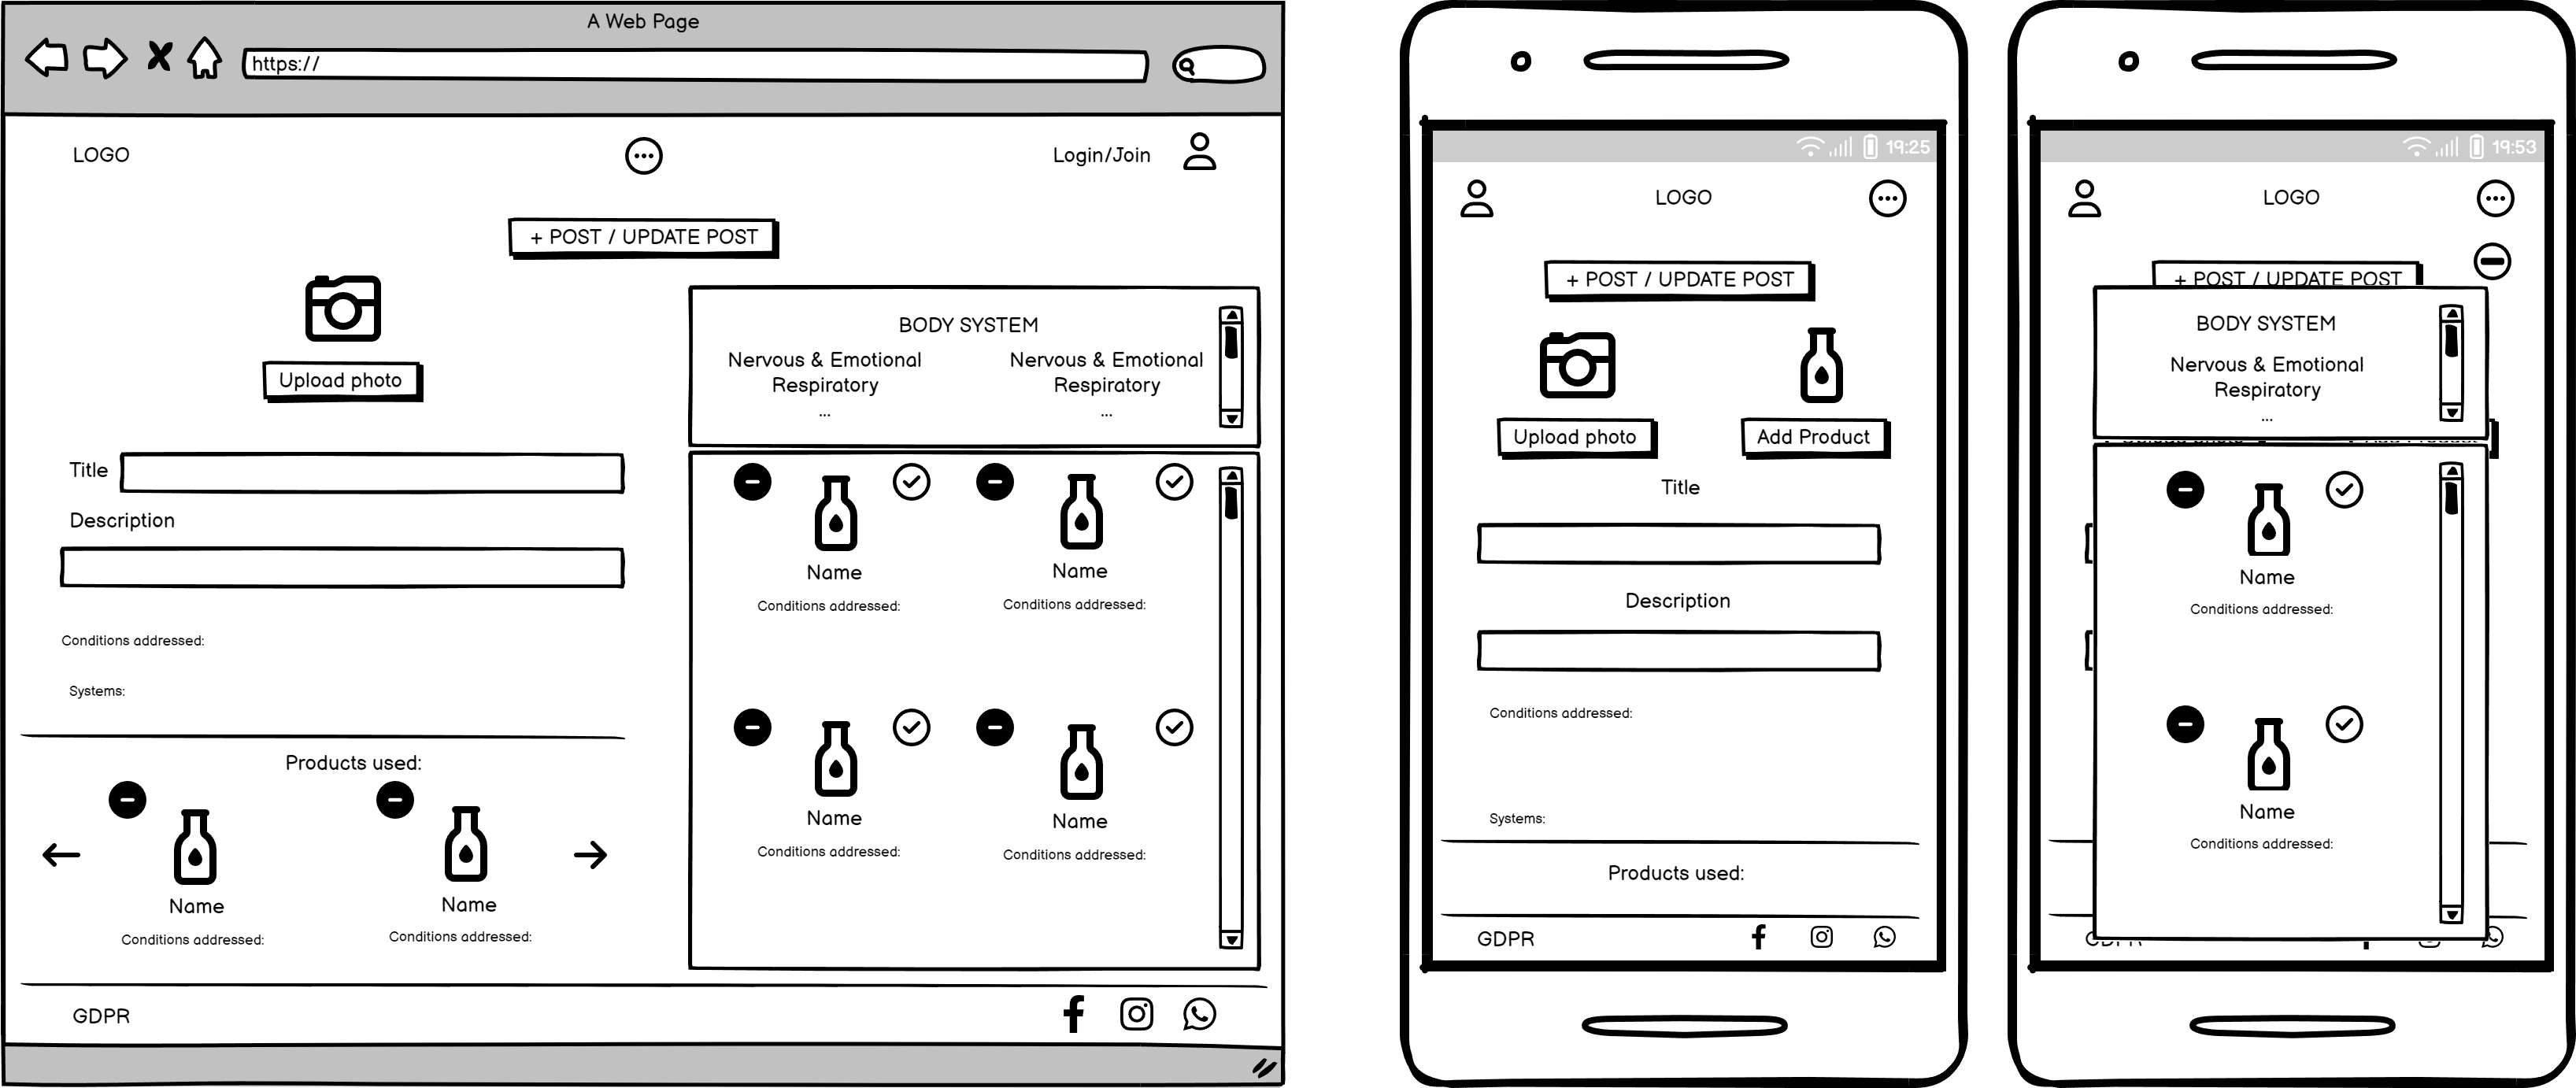 A Web Page
https://
LOGO
Login/Join
+ POST / UPDATE POST
Upload photo
Title
Description
Conditions addressed:
Systems:
Products used:
Name
Conditions addressed:
Name
Conditions addressed:
BODY SYSTEM
Nervous & Emotional
Respiratory
...
Nervous & Emotional
Respiratory
...
Name
Conditions addressed:
Name
Conditions addressed:
Name
Conditions addressed:
Name
Conditions addressed:
GDPR
19:25
LOGO
+ POST / UPDATE POST
Upload photo
Add Product
Title
Description
Conditions addressed:
Systems:
Products used:
GDPR
19:53
LOGO
+ POST / UPDATE POST
BODY SYSTEM
Nervous & Emotional
Respiratory
...
Name
Conditions addressed:
Name
Conditions addressed:
GDPR